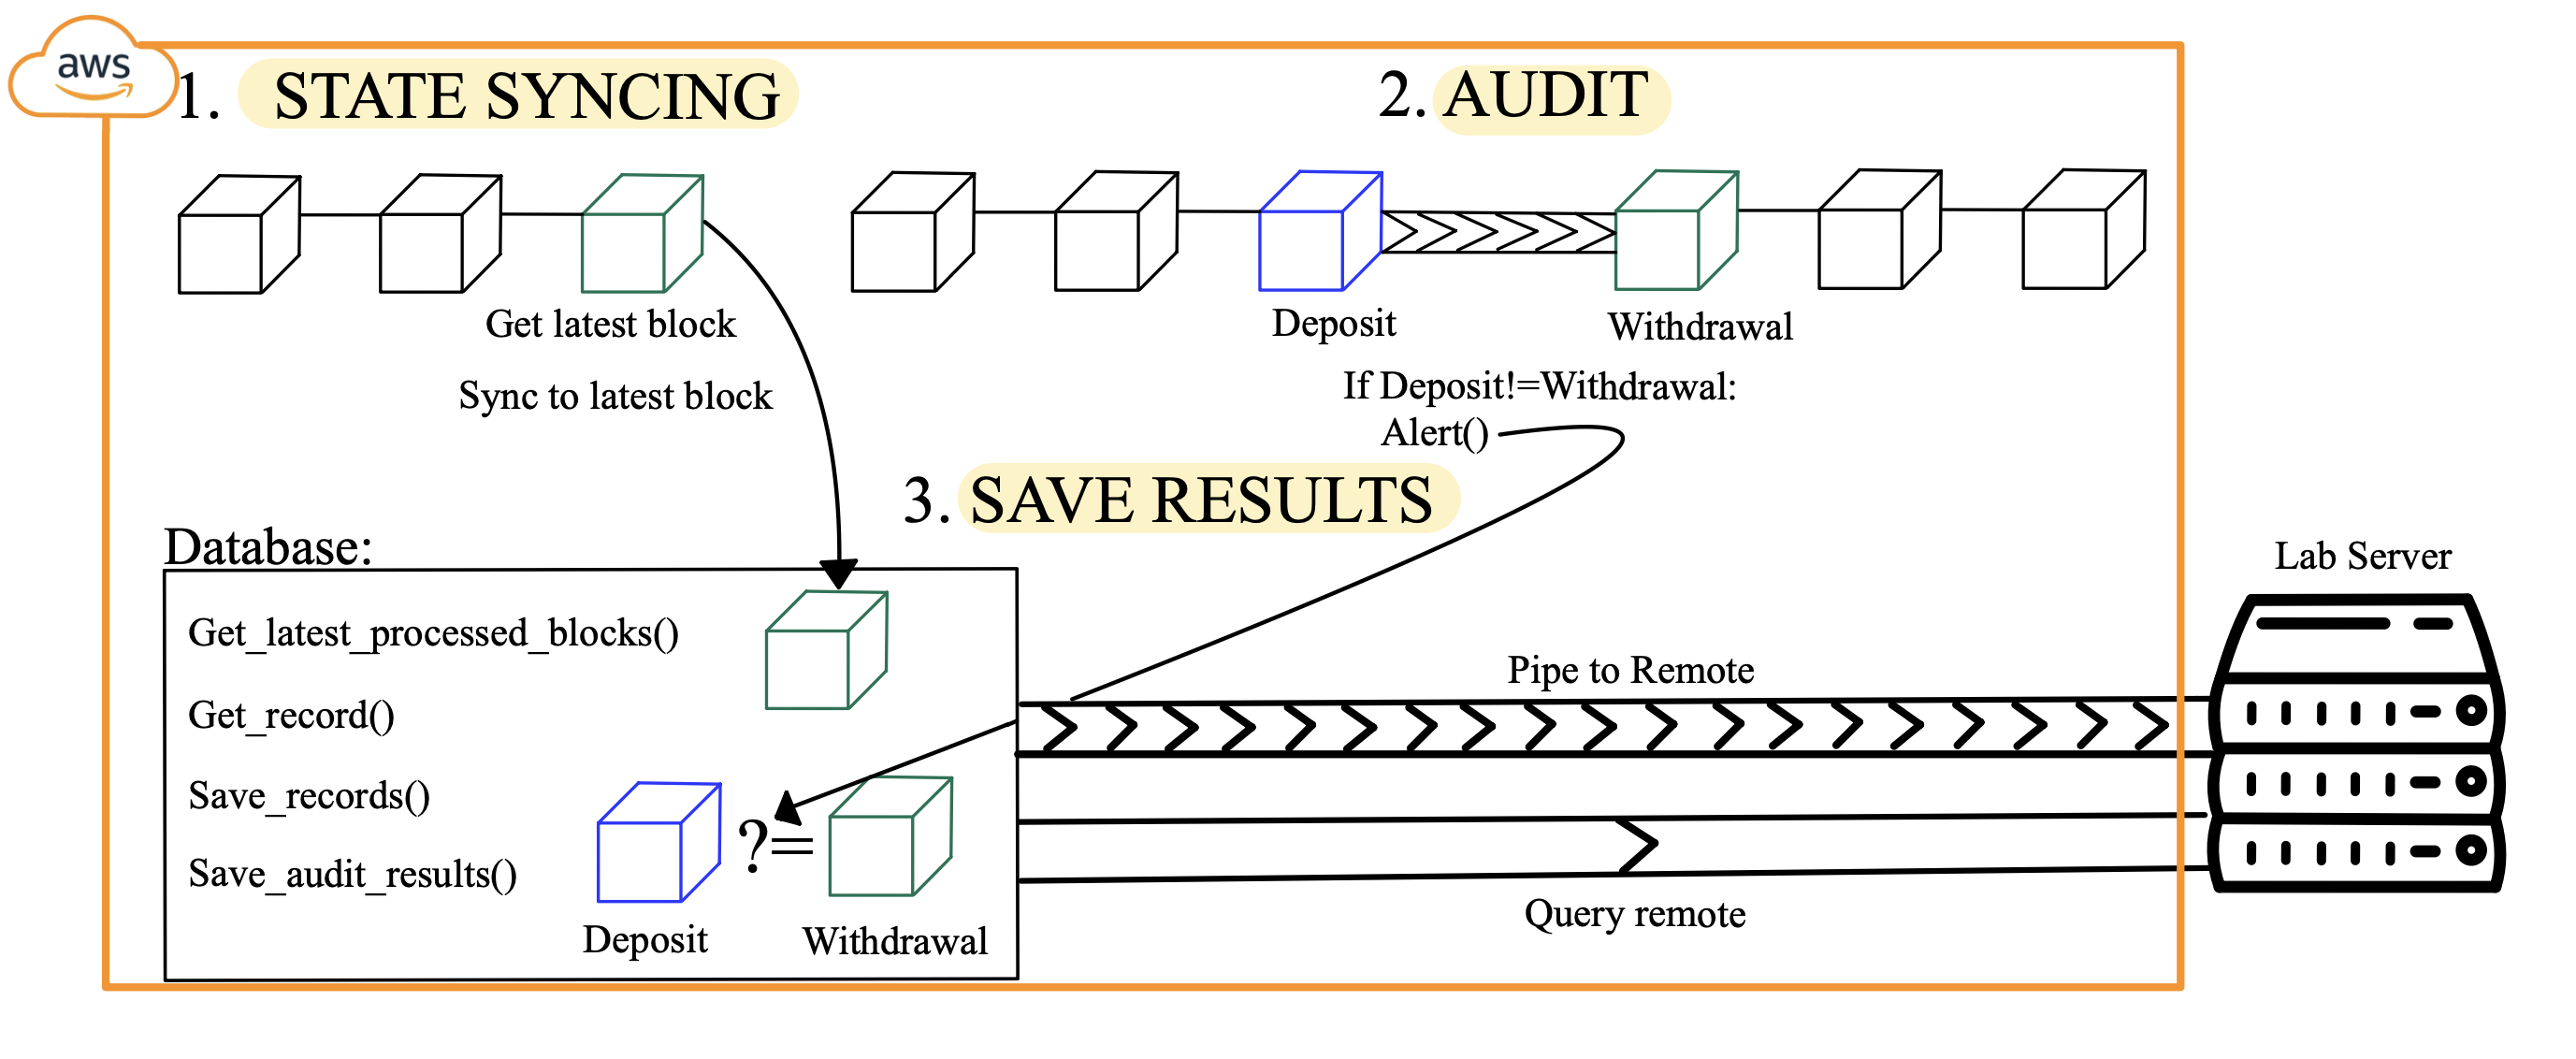 aws
1. STATE SYNCING
2. AUDIT
Get latest block
Sync to latest block
Deposit
Withdrawal
If Deposit!=Withdrawal:
Alert()
3. SAVE RESULTS
Database:
Get_latest_processed_blocks()
Get_record()
Save_records()
Save_audit_results()
?=
Deposit
Withdrawal
Pipe to Remote
Query remote
Lab Server